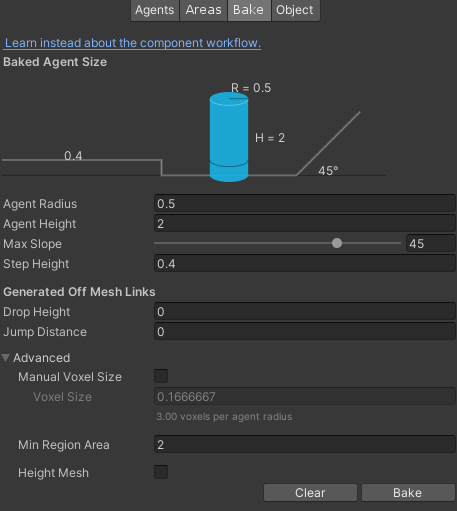 Agents Areas Bake Object
Learn instead about the component workflow.
Baked Agent Size
R = 0.5
H = 2
0.4
45°
Agent Radius 0.5
Agent Height 2
Max Slope 45
Step Height 0.4
Generated Off Mesh Links
Drop Height 0
Jump Distance 0
Advanced
Manual Voxel Size
Voxel Size 0.1666667
3.00 voxels per agent radius
Min Region Area 2
Height Mesh
Clear Bake